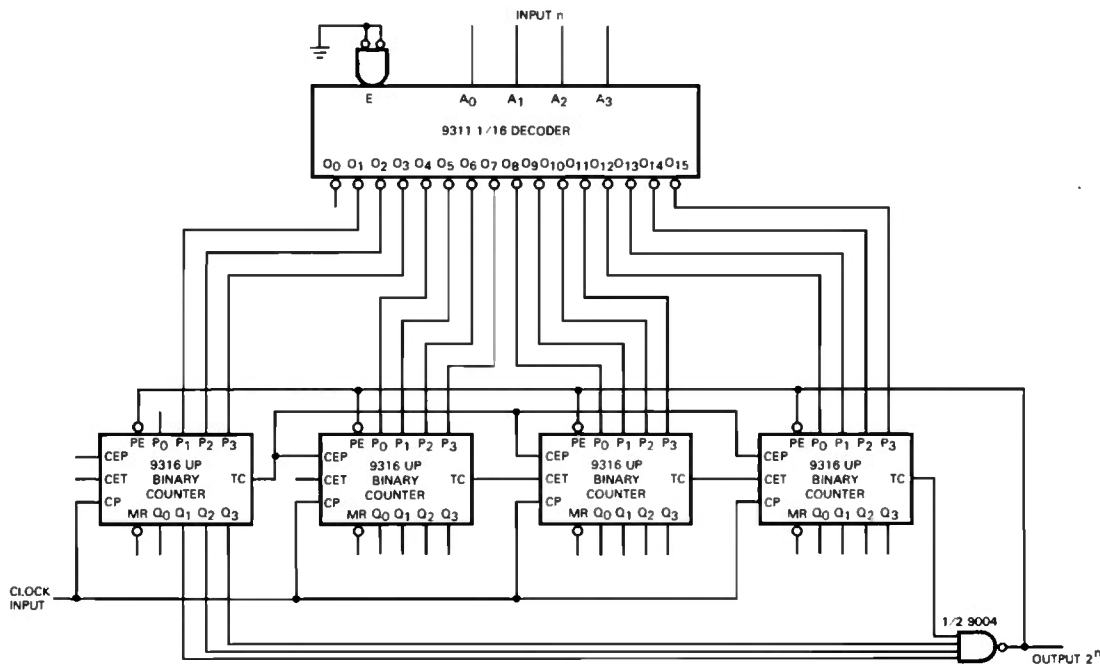 INPUT n
E A0 A1 A2 A3
9311 1/16 DECODER
O0 O1 O2 O3 O4 O5 O6 O7 O8 O9 O10 O11 O12 O13 O14 O15
PE P0 P1 P2 P3
CEP
9316 UP
BINARY
COUNTER
CET
TC
CP
MR Q0 Q1 Q2 Q3
PE P0 P1 P2 P3
CEP
9316 UP
BINARY
COUNTER
CET
TC
CP
MR Q0 Q1 Q2 Q3
PE P0 P1 P2 P3
CEP
9316 UP
BINARY
COUNTER
CET
TC
CP
MR Q0 Q1 Q2 Q3
PE P0 P1 P2 P3
CEP
9316 UP
BINARY
COUNTER
CET
TC
CP
MR Q0 Q1 Q2 Q3
CLOCK
INPUT
1/2 9004
OUTPUT 2^n